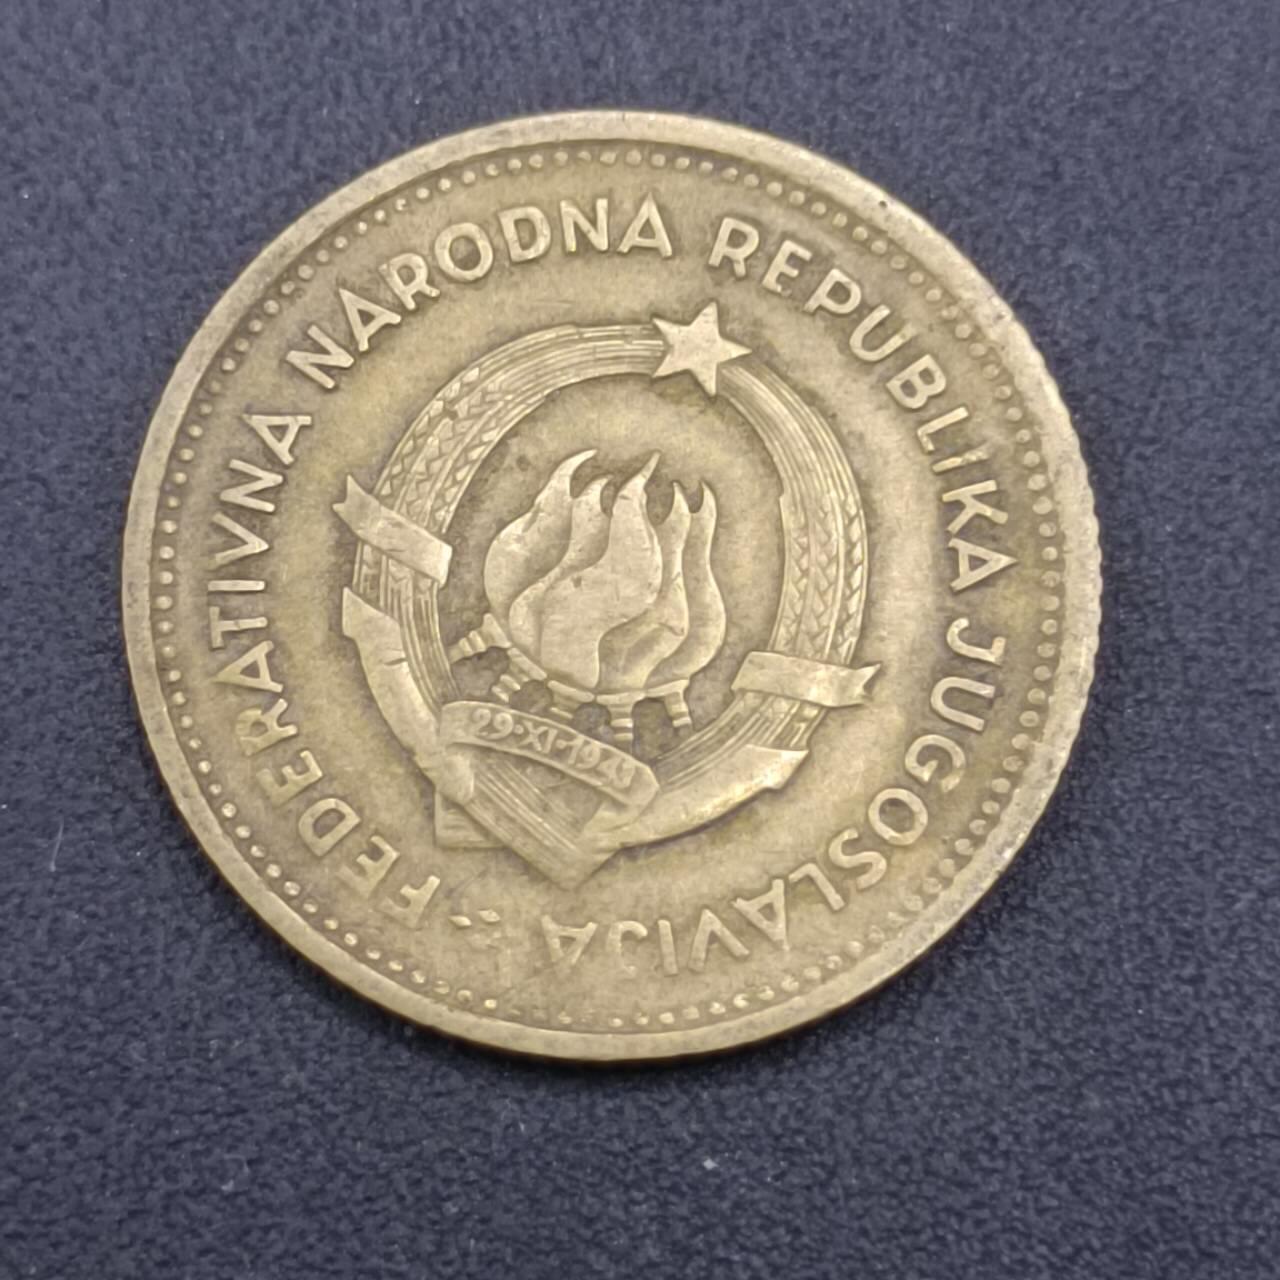 FEDERATIVNA NARODNA REPUBLIKA JUGOSLAVIJA
29·XI·1943